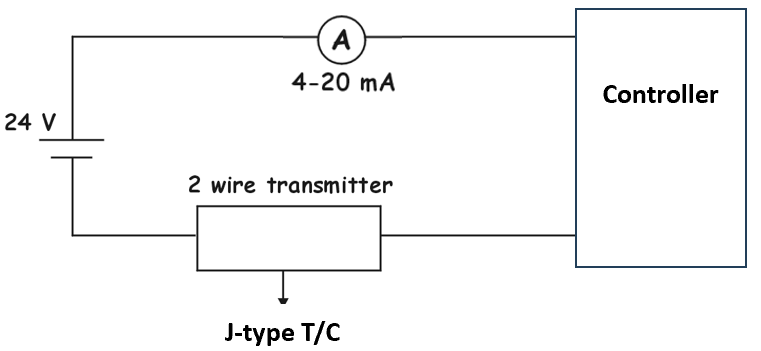 A
4-20 mA
Controller
24 V
2 wire transmitter
J-type T/C